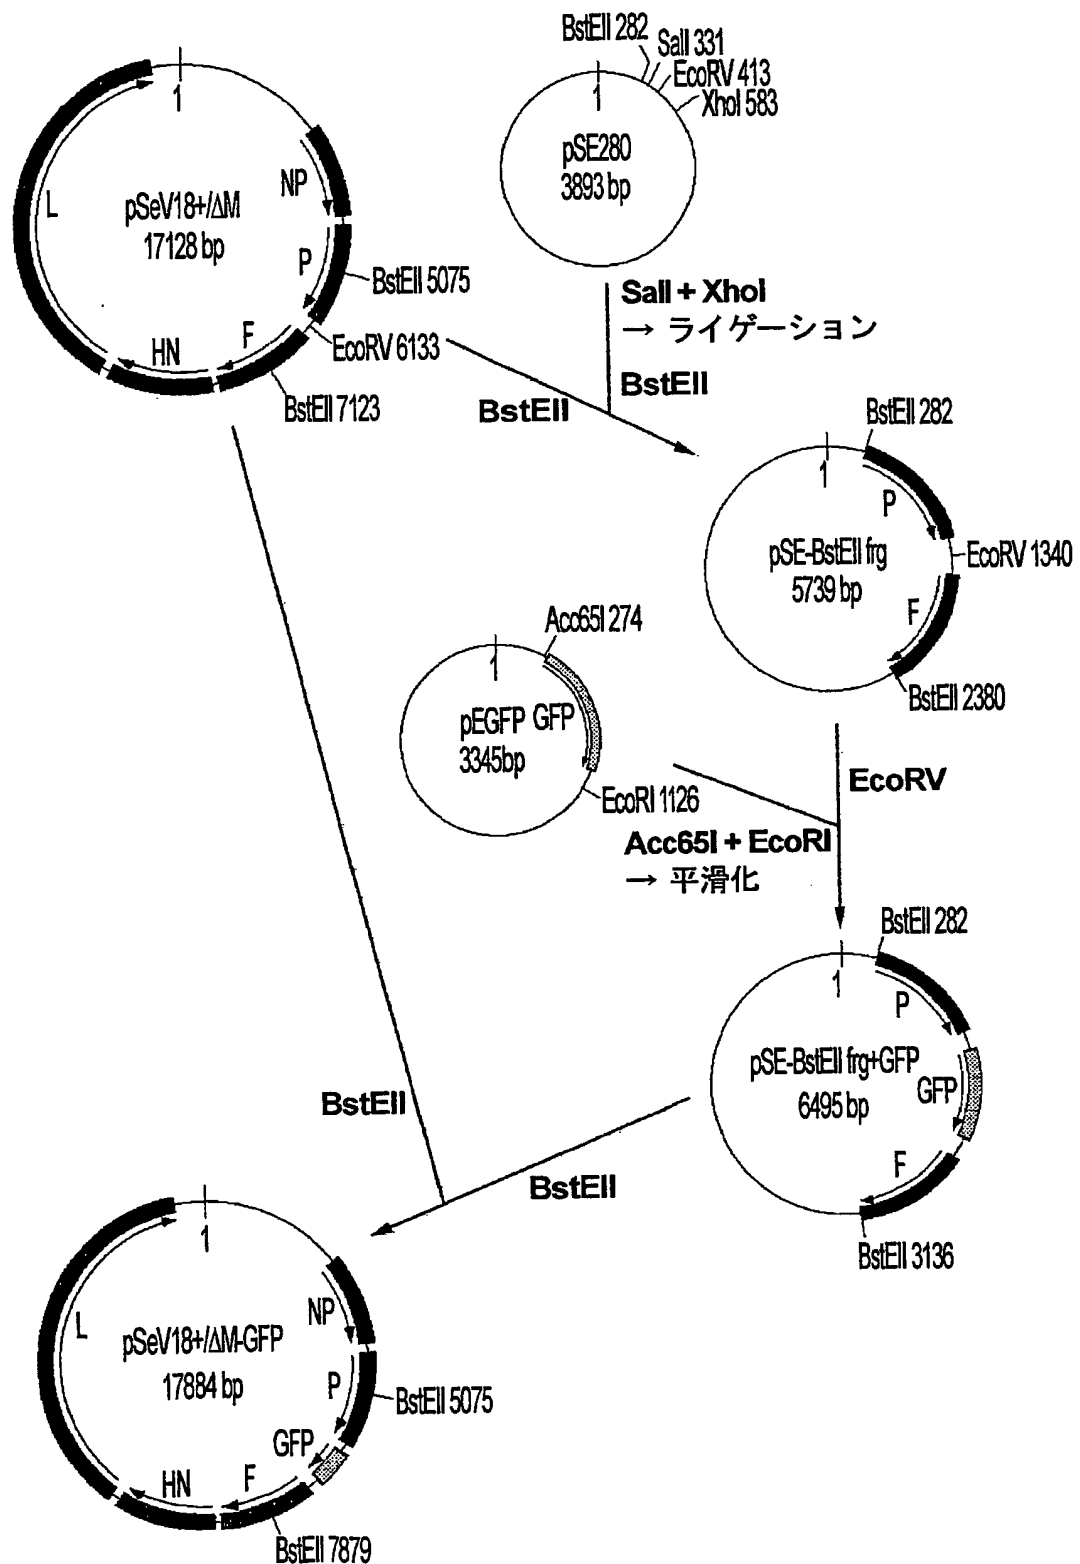 1
L
NP
pSeV18+/ΔM
17128 bp
P
BstEII 5075
F
EcoRV 6133
HN
BstEII 7123
BstEII 282
SalI 331
EcoRV 413
XhoI 583
1
pSE280
3893 bp
SalI + XhoI
→ ライゲーション
BstEII
BstEII
BstEII 282
1
P
pSE-BstEII frg
5739 bp
EcoRV 1340
F
BstEII 2380
Acc65I 274
1
pEGFP GFP
3345bp
EcoRI 1126
EcoRV
Acc65I + EcoRI
→ 平滑化
BstEII 282
1
P
pSE-BstEII frg+GFP
6495 bp
GFP
F
BstEII 3136
BstEII
BstEII
1
L
NP
pSeV18+/ΔM-GFP
17884 bp
P
BstEII 5075
GFP
F
HN
BstEII 7879